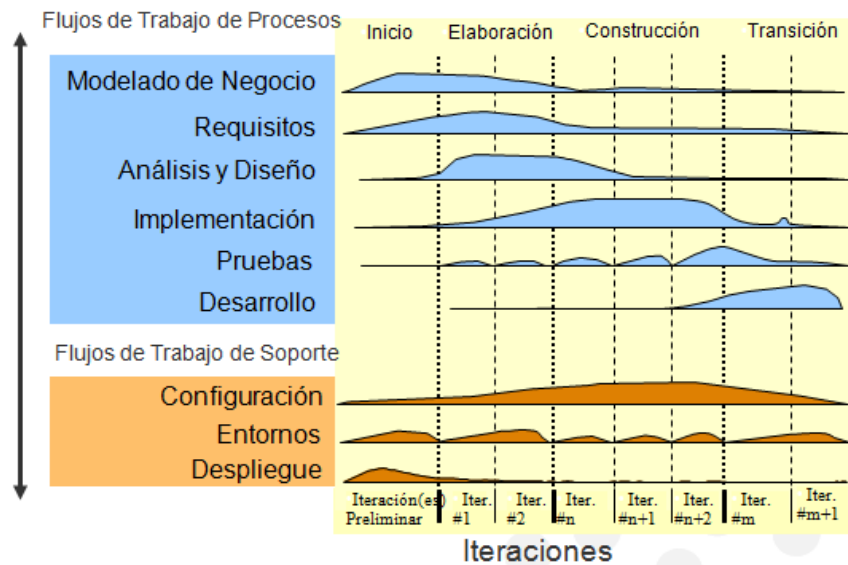 Flujos de Trabajo de Procesos
Inicio Elaboración Construcción Transición
Modelado de Negocio
Requisitos
Análisis y Diseño
Implementación
Pruebas
Desarrollo
Flujos de Trabajo de Soporte
Configuración
Entornos
Despliegue
Iteración(es) Iter. Iter. Iter. Iter. Iter. Iter. Iter.
Preliminar #1 #2 #n #n+1 #n+2 #m #m+1
Iteraciones